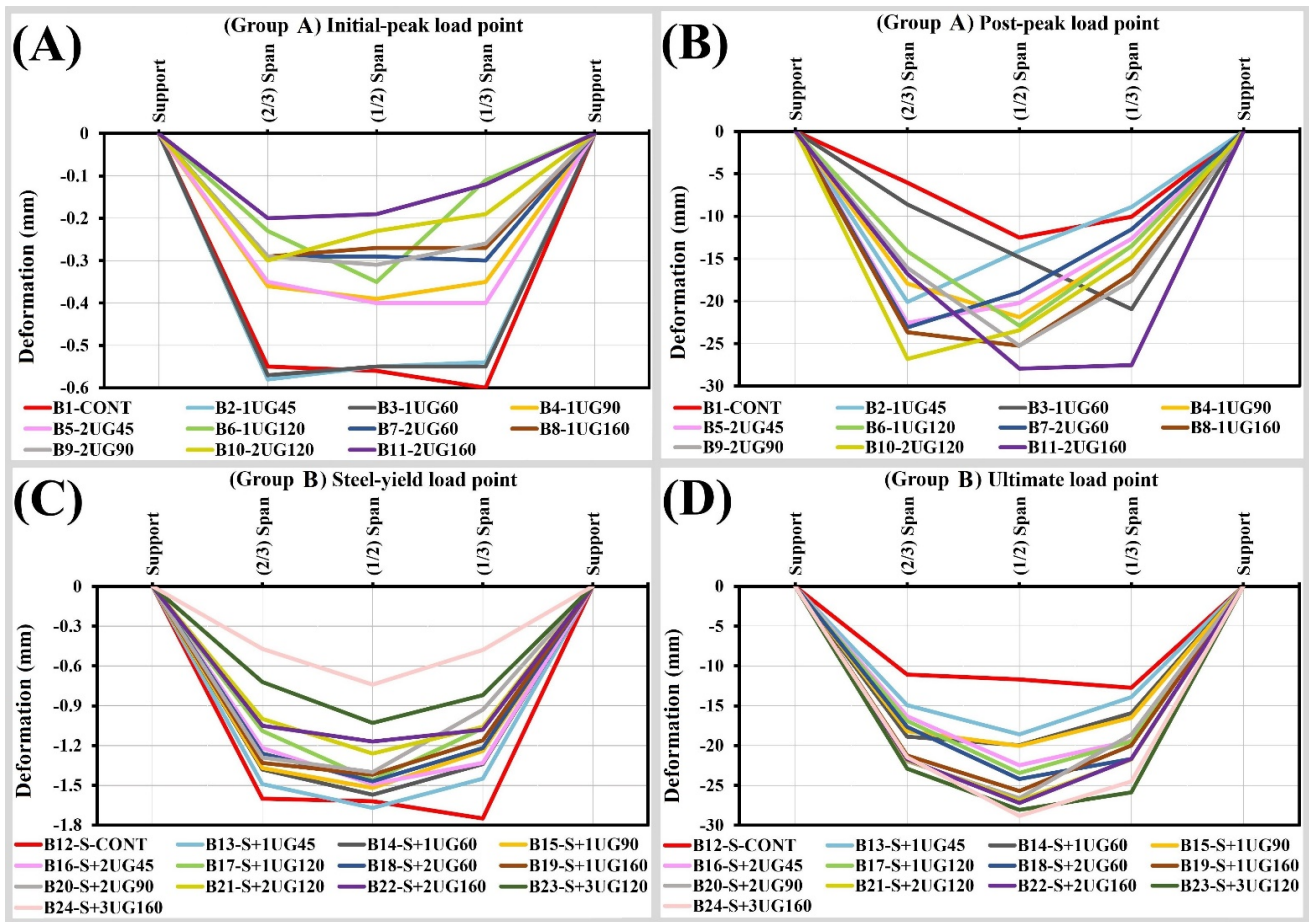 (A)
(Group A) Initial-peak load point
Support
(2/3) Span
(1/2) Span
(1/3) Span
Support
Deformation (mm)
0
-0.1
-0.2
-0.3
-0.4
-0.5
-0.6
B1-CONT B2-1UG45 B3-1UG60 B4-1UG90
B5-2UG45 B6-1UG120 B7-2UG60 B8-1UG160
B9-2UG90 B10-2UG120 B11-2UG160
(B)
(Group A) Post-peak load point
Support
(2/3) Span
(1/2) Span
(1/3) Span
Support
Deformation (mm)
0
-5
-10
-15
-20
-25
-30
B1-CONT B2-1UG45 B3-1UG60 B4-1UG90
B5-2UG45 B6-1UG120 B7-2UG60 B8-1UG160
B9-2UG90 B10-2UG120 B11-2UG160
(C)
(Group B) Steel-yield load point
Support
(2/3) Span
(1/2) Span
(1/3) Span
Support
Deformation (mm)
0
-0.3
-0.6
-0.9
-1.2
-1.5
-1.8
B12-S-CONT B13-S+1UG45 B14-S+1UG60 B15-S+1UG90
B16-S+2UG45 B17-S+1UG120 B18-S+2UG60 B19-S+1UG160
B20-S+2UG90 B21-S+2UG120 B22-S+2UG160 B23-S+3UG120
B24-S+3UG160
(D)
(Group B) Ultimate load point
Support
(2/3) Span
(1/2) Span
(1/3) Span
Support
Deformation (mm)
0
-5
-10
-15
-20
-25
-30
B12-S-CONT B13-S+1UG45 B14-S+1UG60 B15-S+1UG90
B16-S+2UG45 B17-S+1UG120 B18-S+2UG60 B19-S+1UG160
B20-S+2UG90 B21-S+2UG120 B22-S+2UG160 B23-S+3UG120
B24-S+3UG160